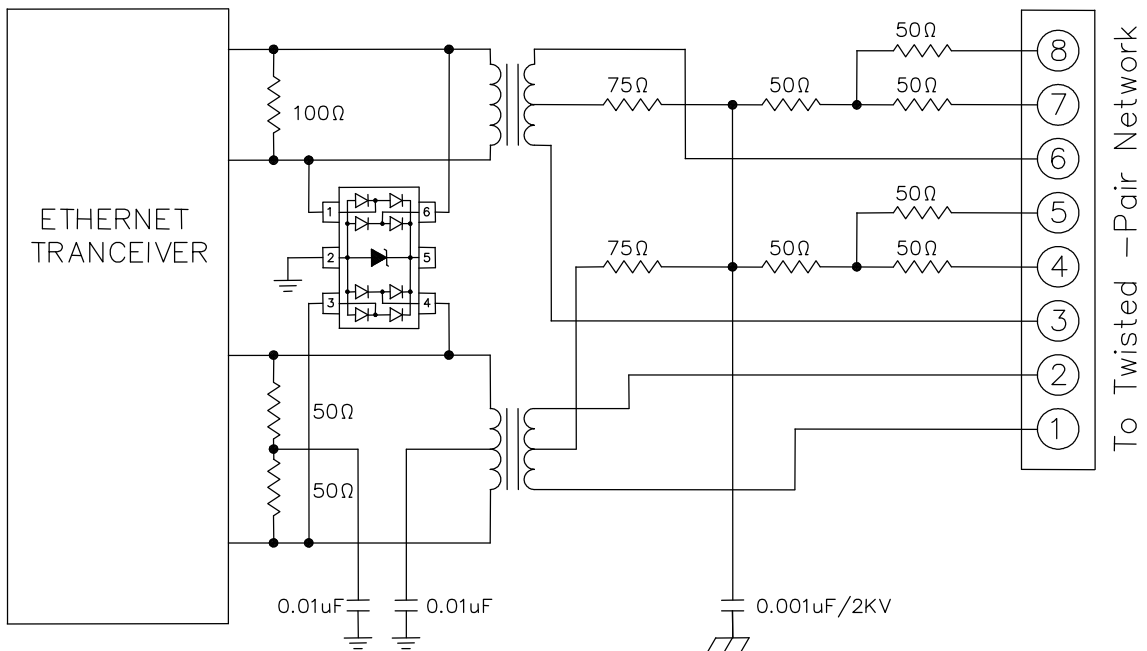 ETHERNET
TRANCEIVER
100Ω
1
6
2
5
3
4
50Ω
50Ω
0.01uF
0.01uF
75Ω
50Ω
50Ω
50Ω
75Ω
50Ω
50Ω
50Ω
0.001uF/2KV
8
7
6
5
4
3
2
1
To Twisted -Pair Network